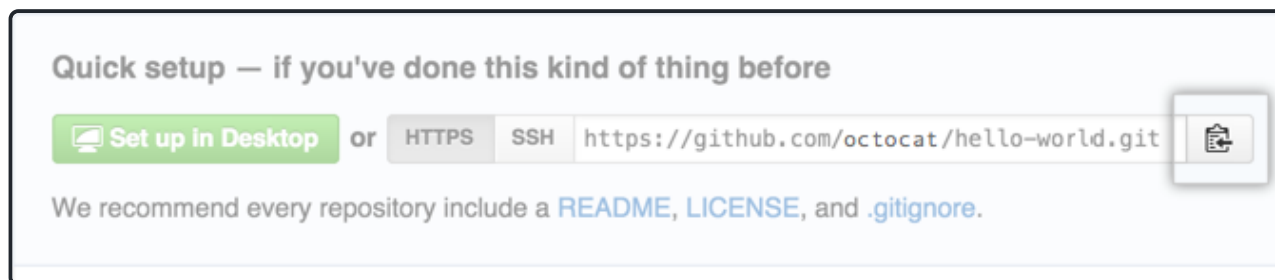 Quick setup — if you've done this kind of thing before
Set up in Desktop or HTTPS SSH https://github.com/octocat/hello-world.git
We recommend every repository include a README, LICENSE, and .gitignore.